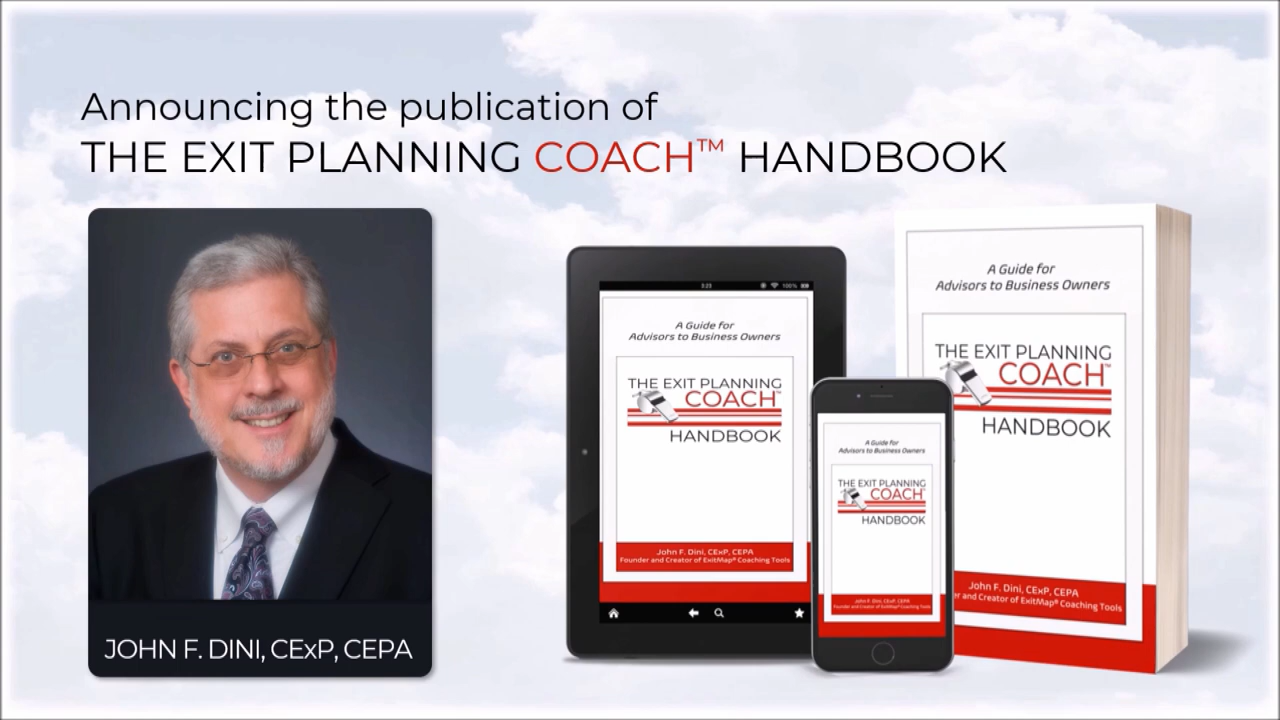 Announcing the publication of
THE EXIT PLANNING COACH™ HANDBOOK
JOHN F. DINI, CExP, CEPA
3:23
100%
A Guide for
Advisors to Business Owners
THE EXIT PLANNING
COACH™
HANDBOOK
John F. Dini, CExP, CEPA
Founder and Creator of ExitMap® Coaching Tools
A Guide for
Advisors to Business Owners
THE EXIT PLANNING
COACH™
HANDBOOK
John F. Dini, CExP, CEPA
Founder and Creator of ExitMap® Coaching Tools
A Guide for
Advisors to Business Owners
THE EXIT PLANNING
COACH™
HANDBOOK
John F. Dini, CExP, CEPA
er and Creator of ExitMap® Coaching Tools